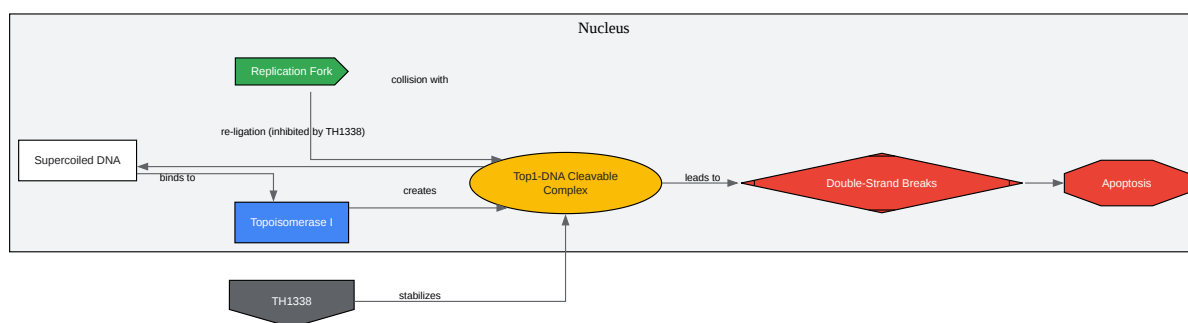 Nucleus
Replication Fork
collision with
re-ligation (inhibited by TH1338)
Supercoiled DNA
binds to
Top1-DNA Cleavable
Complex
creates
leads to
Double-Strand Breaks
Apoptosis
Topoisomerase I
TH1338
stabilizes